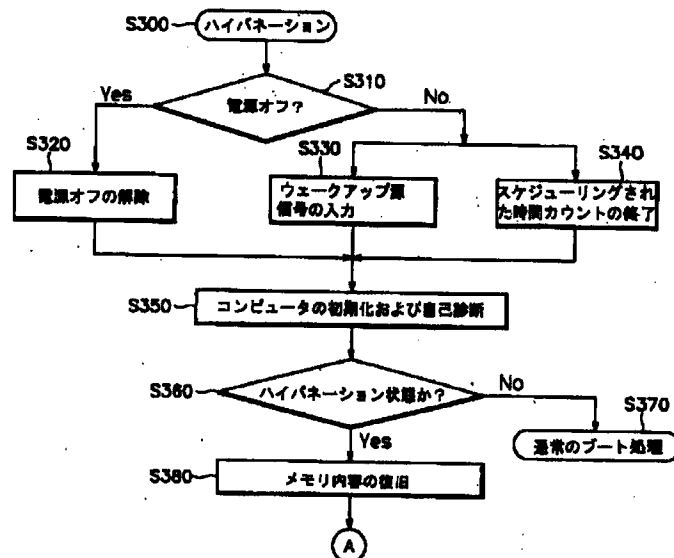 S300
ハイバネーション
S310
電源オフ？
Yes
No
S320
電源オフの解除
S330
ウェークアップ源
信号の入力
S340
スケジューリングされ
た時間カウントの終了
S350
コンピュータの初期化および自己診断
S360
ハイバネーション状態か？
No
S370
通常のブート処理
Yes
S380
メモリ内容の復旧
A